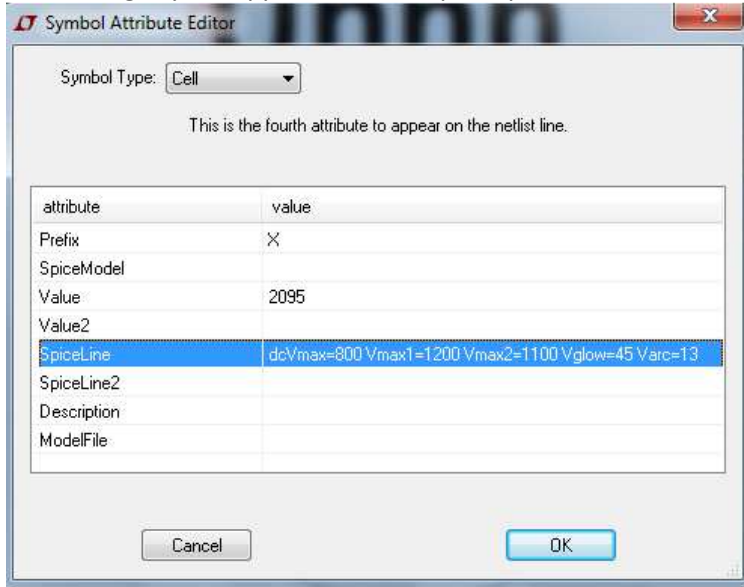 Symbol Attribute Editor
Symbol Type: Cell
This is the fourth attribute to appear on the netlist line.
attribute value
Prefix X
SpiceModel
Value 2095
Value2
SpiceLine dcVmax=800 Vmax1=1200 Vmax2=1100 Vglow=45 Varc=13
SpiceLine2
Description
ModelFile
Cancel OK